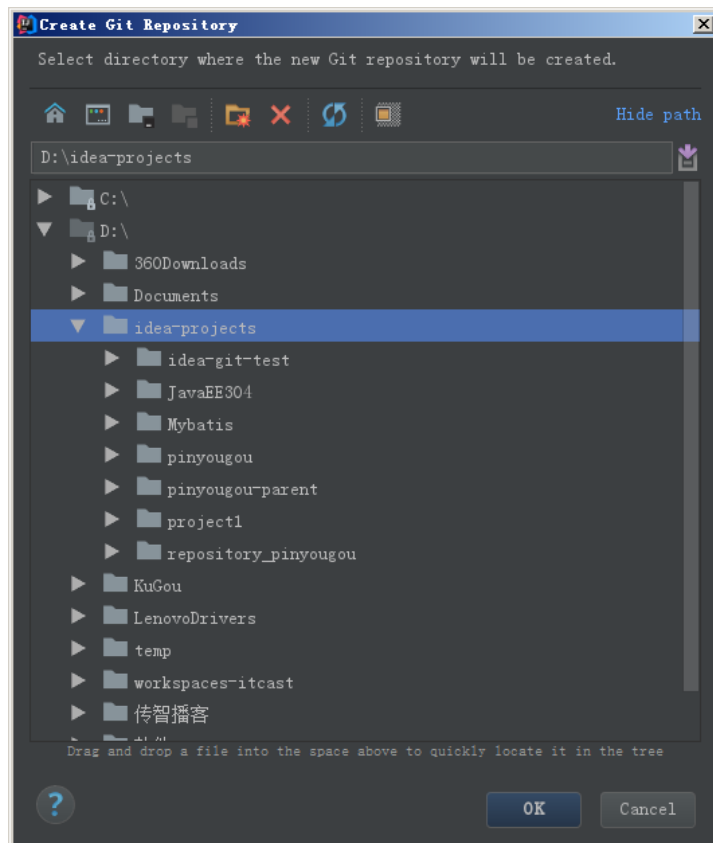 Create Git Repository
Select directory where the new Git repository will be created.
Hide path
D:\idea-projects
C:\
D:\
360Downloads
Documents
idea-projects
idea-git-test
JavaEE304
Mybatis
pinyougou
pinyougou-parent
project1
repository_pinyougou
KuGou
LenovoDrivers
temp
workspaces-itcast
传智播客
Drag and drop a file into the space above to quickly locate it in the tree
?
OK
Cancel